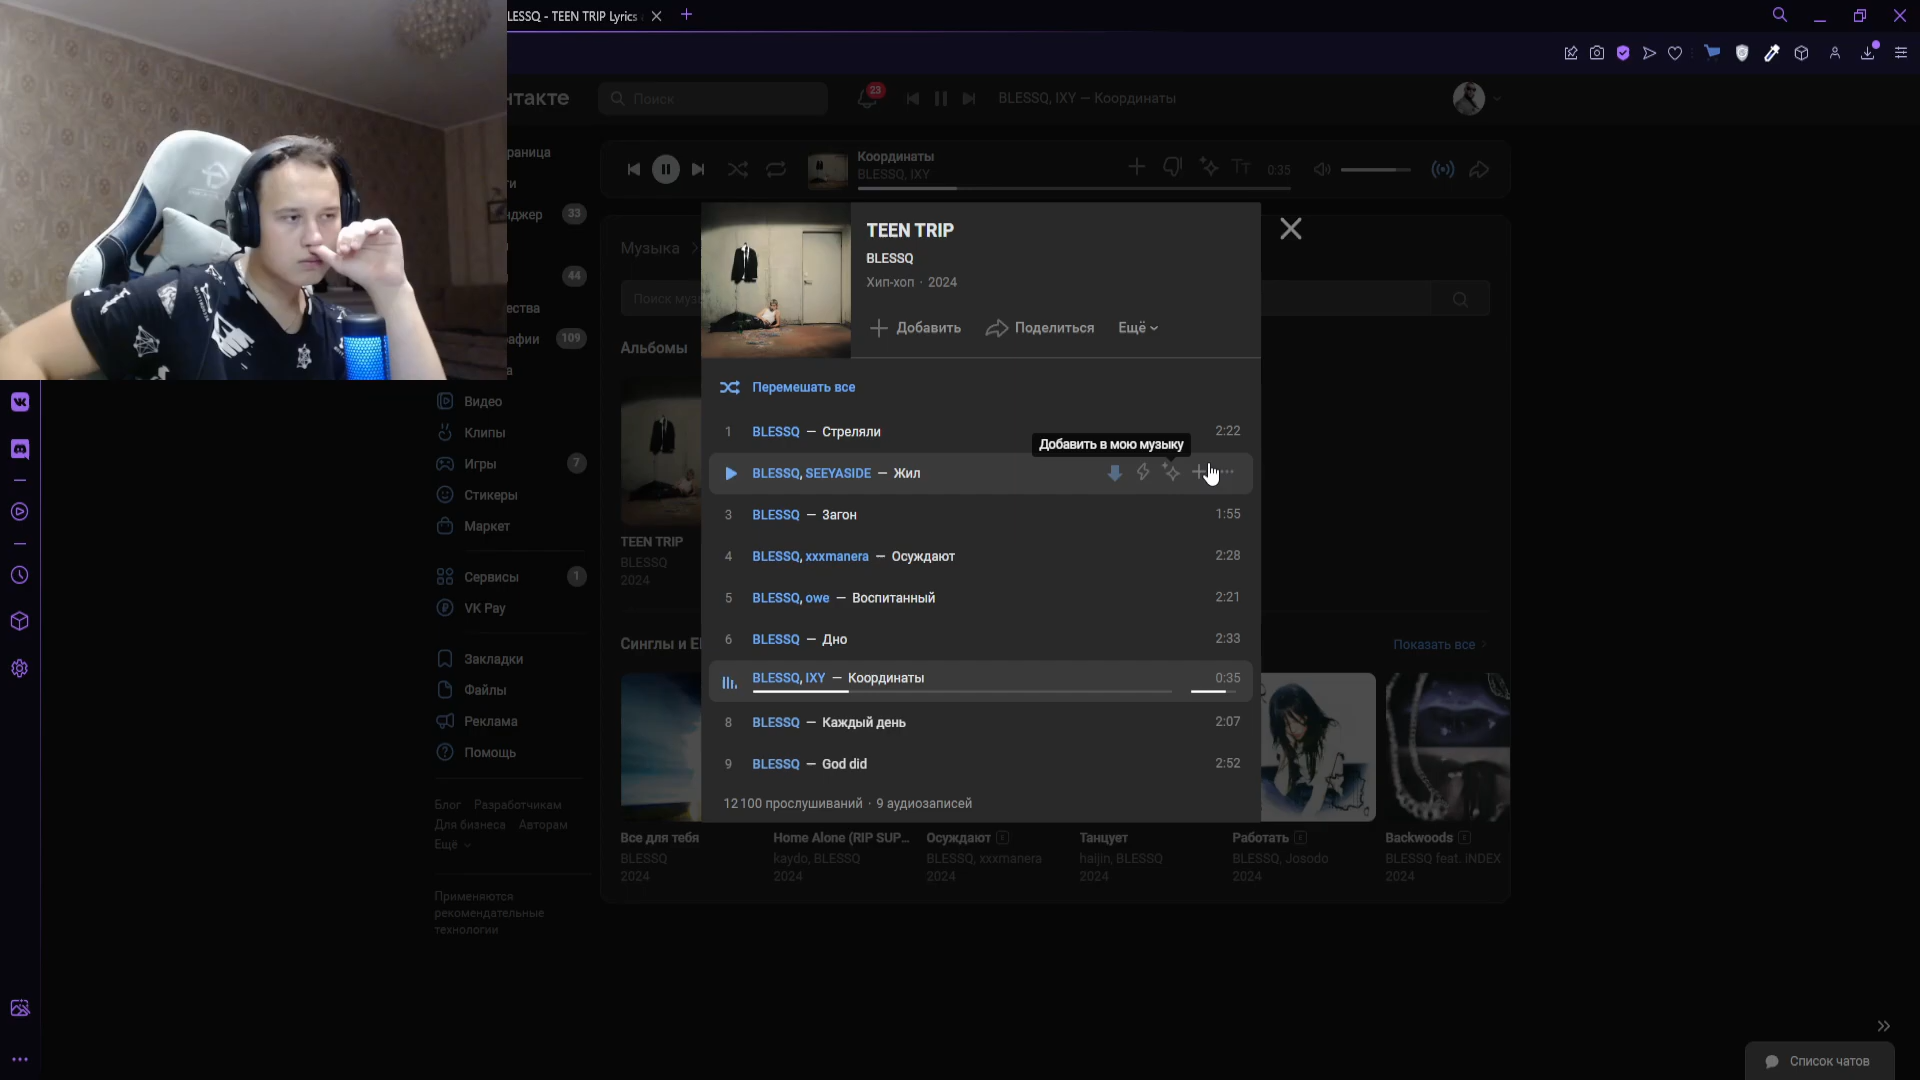 LESSQ - TEEN TRIP Lyrics
нтакте
Поиск
23
BLESSQ, IXY — Координаты
Координаты
BLESSQ, IXY
0:35
раница
ти
нджер 33
44
щества
афии 109
а
Видео
Клипы
Игры 7
Стикеры
Маркет
Сервисы 1
VK Pay
Закладки
Файлы
Реклама
Помощь
Блог Разработчикам
Для бизнеса Авторам
Ещё
Применяются
рекомендательные
технологии
Музыка
Поиск музы
Альбомы
TEEN TRIP
BLESSQ
2024
TEEN TRIP
BLESSQ
Хип-хоп · 2024
Добавить
Поделиться
Ещё
Перемешать все
1 BLESSQ — Стреляли 2:22
Добавить в мою музыку
BLESSQ, SEEYASIDE — Жил
3 BLESSQ — Загон 1:55
4 BLESSQ, xxxmanera — Осуждают 2:28
5 BLESSQ, owe — Воспитанный 2:21
6 BLESSQ — Дно 2:33
BLESSQ, IXY — Координаты 0:35
8 BLESSQ — Каждый день 2:07
9 BLESSQ — God did 2:52
12 100 прослушиваний · 9 аудиозаписей
Синглы и E
Показать все
Все для тебя
BLESSQ
2024
Home Alone (RIP SUP...
kaydo, BLESSQ
2024
Осуждают E
BLESSQ, xxxmanera
2024
Танцует
haijin, BLESSQ
2024
Работать E
BLESSQ, Josodo
2024
Backwoods E
BLESSQ feat. iNDEX
2024
Список чатов